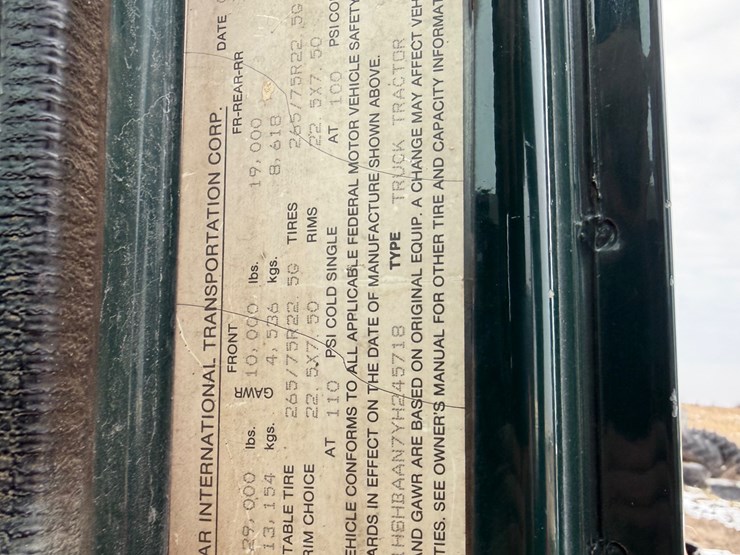 AR INTERNATIONAL TRANSPORTATION CORP. DATE
FRONT FR-REAR-RR
29,000 lbs. GAWR 10,000 lbs. 19,000
13,154 kgs. 4,536 kgs. 8,618
TABLE TIRE 265/75R22.5G TIRES 265/75R22.5G
RIM CHOICE 22.5X7.50 RIMS 22.5X7.50
AT 110 PSI COLD SINGLE AT 100 PSI CO
EHICLE CONFORMS TO ALL APPLICABLE FEDERAL MOTOR VEHICLE SAFETY
ARDS IN EFFECT ON THE DATE OF MANUFACTURE SHOWN ABOVE.
1HSHBAAN7YH245718 TYPE TRUCK TRACTOR
AND GAWR ARE BASED ON ORIGINAL EQUIP. A CHANGE MAY AFFECT VEH
TIES. SEE OWNER'S MANUAL FOR OTHER TIRE AND CAPACITY INFORMAT